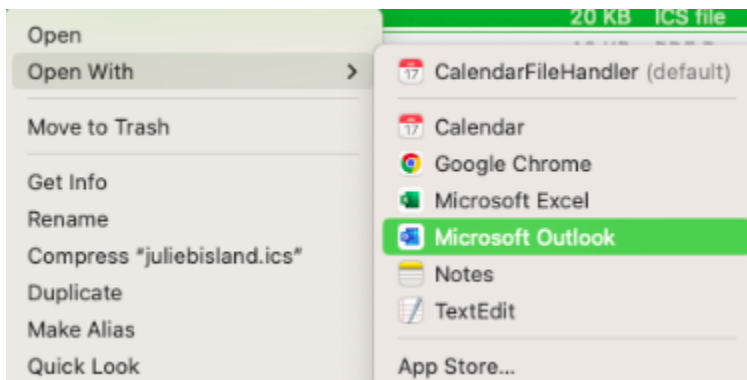 20 KB ICS file
Open
Open With
Move to Trash
Get Info
Rename
Compress “juliebisland.ics”
Duplicate
Make Alias
Quick Look
CalendarFileHandler (default)
Calendar
Google Chrome
Microsoft Excel
Microsoft Outlook
Notes
TextEdit
App Store...